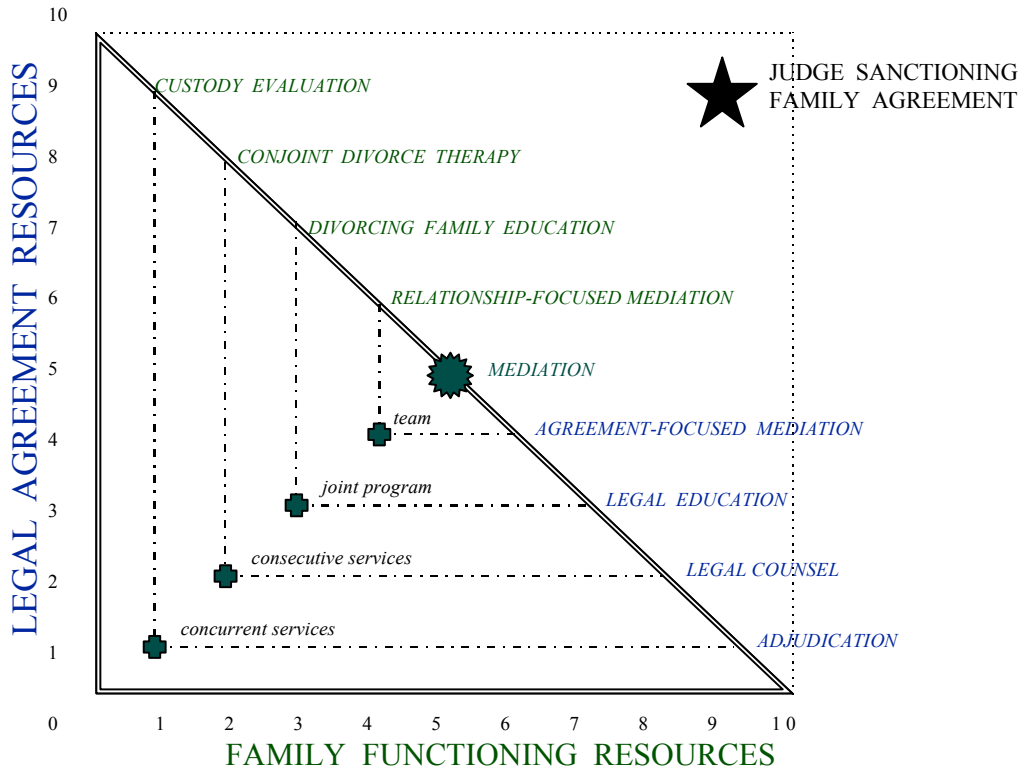 10
JUDGE SANCTIONING
FAMILY AGREEMENT
9
CUSTODY EVALUATION
8
CONJOINT DIVORCE THERAPY
7
DIVORCING FAMILY EDUCATION
6
RELATIONSHIP-FOCUSED MEDIATION
5
MEDIATION
team
4
AGREEMENT-FOCUSED MEDIATION
joint program
3
LEGAL EDUCATION
consecutive services
2
LEGAL COUNSEL
concurrent services
1
ADJUDICATION
LEGAL AGREEMENT RESOURCES
0 1 2 3 4 5 6 7 8 9 10
FAMILY FUNCTIONING RESOURCES